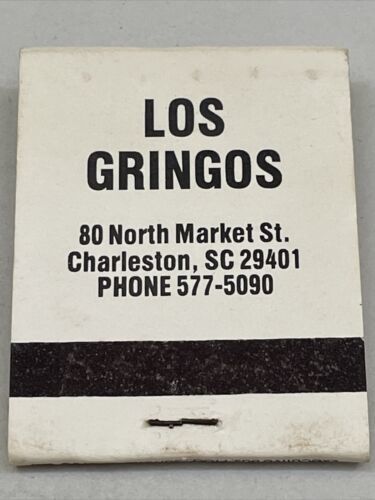 LOS
GRINGOS
80 North Market St.
Charleston, SC 29401
PHONE 577-5090